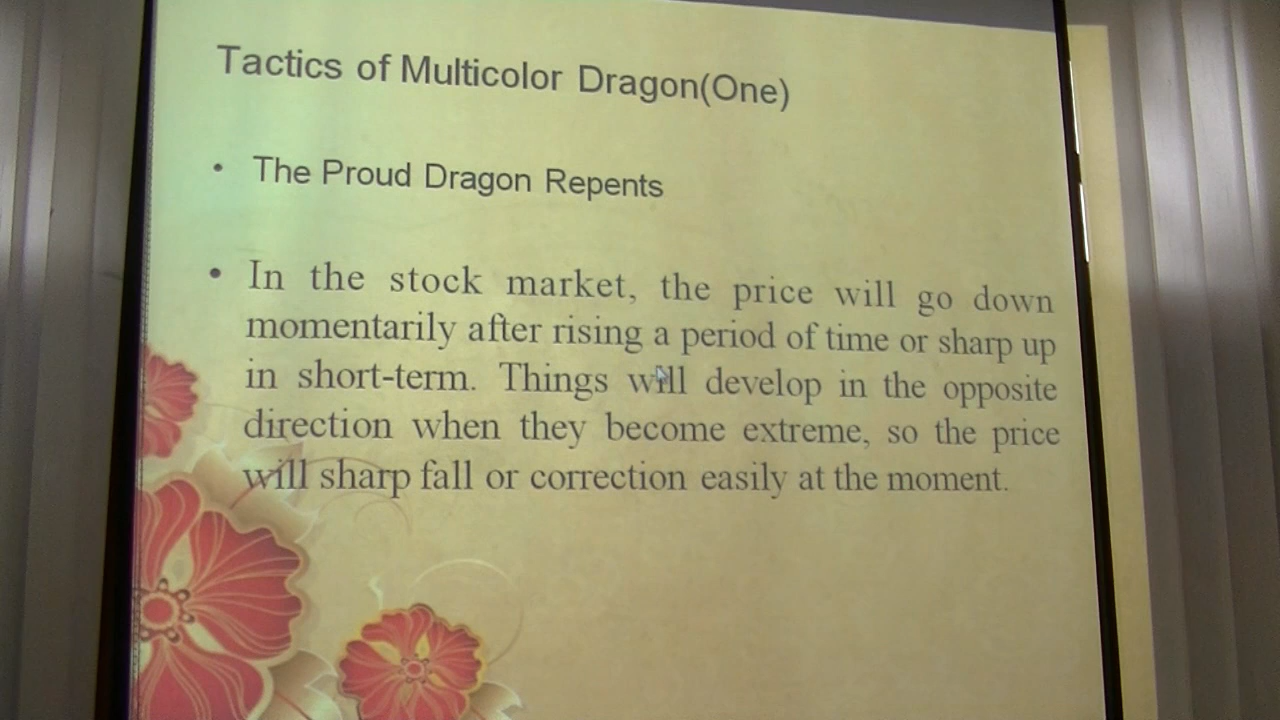 Tactics of Multicolor Dragon(One)
• The Proud Dragon Repents
• In the stock market, the price will go down
momentarily after rising a period of time or sharp up
in short-term. Things will develop in the opposite
direction when they become extreme, so the price
will sharp fall or correction easily at the moment.